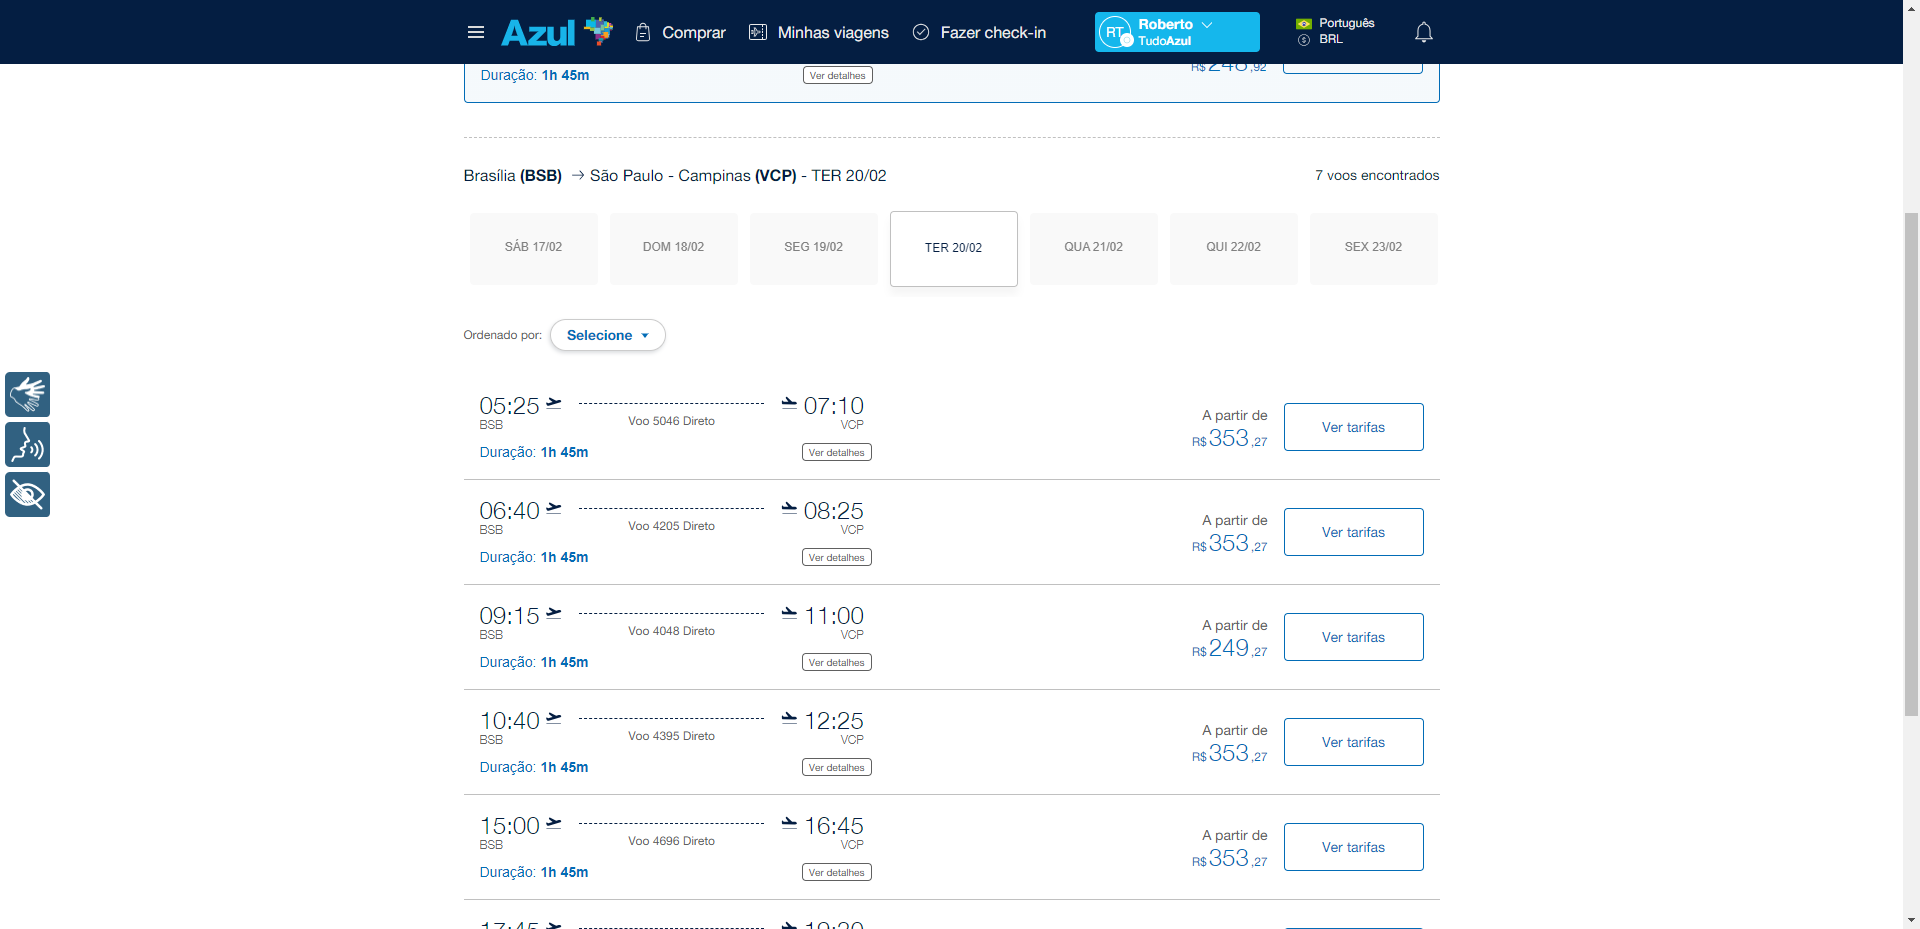 Azul
Comprar
Minhas viagens
Fazer check-in
RT
Roberto
TudoAzul
Português
BRL
Duração: 1h 45m
Ver detalhes
R$ 248,92
Brasília (BSB) → São Paulo - Campinas (VCP) - TER 20/02
7 voos encontrados
SÁB 17/02
DOM 18/02
SEG 19/02
TER 20/02
QUA 21/02
QUI 22/02
SEX 23/02
Ordenado por:
Selecione
05:25
BSB
Voo 5046 Direto
07:10
VCP
Duração: 1h 45m
Ver detalhes
A partir de
R$ 353,27
Ver tarifas
06:40
BSB
Voo 4205 Direto
08:25
VCP
Duração: 1h 45m
Ver detalhes
A partir de
R$ 353,27
Ver tarifas
09:15
BSB
Voo 4048 Direto
11:00
VCP
Duração: 1h 45m
Ver detalhes
A partir de
R$ 249,27
Ver tarifas
10:40
BSB
Voo 4395 Direto
12:25
VCP
Duração: 1h 45m
Ver detalhes
A partir de
R$ 353,27
Ver tarifas
15:00
BSB
Voo 4696 Direto
16:45
VCP
Duração: 1h 45m
Ver detalhes
A partir de
R$ 353,27
Ver tarifas